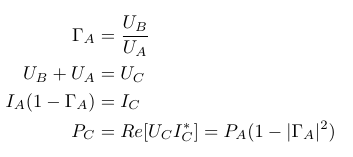 Γ_A = U_B / U_A
U_B + U_A = U_C
I_A(1 − Γ_A) = I_C
P_C = Re[U_C I_C^*] = P_A(1 − |Γ_A|^2)